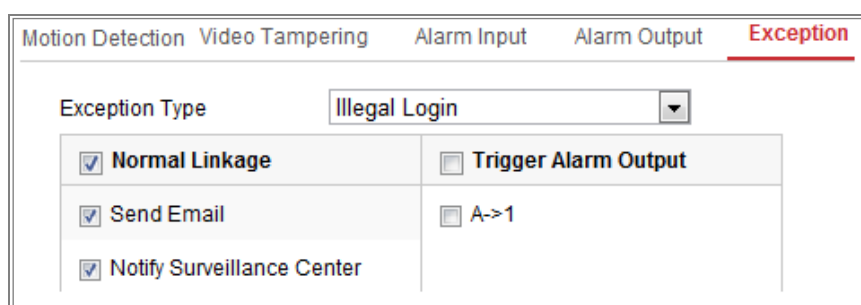 Motion Detection Video Tampering Alarm Input Alarm Output Exception
Exception Type Illegal Login
Normal Linkage Trigger Alarm Output
Send Email A->1
Notify Surveillance Center